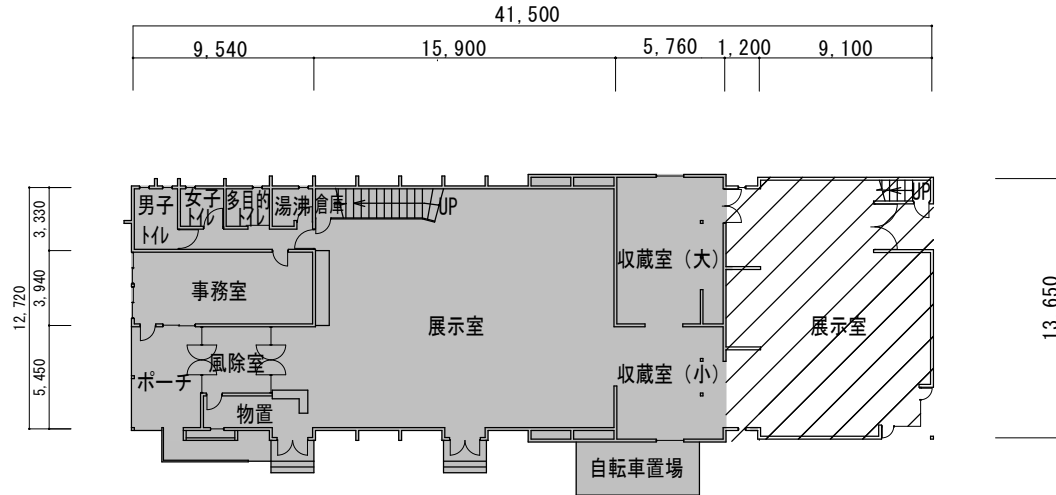 41,500
9,540
15,900
5,760
1,200
9,100
男子
トイレ
女子
トイレ
多目的
トイレ
湯沸
倉庫
UP
UP
3,330
収蔵室（大）
12,720
3,940
事務室
展示室
展示室
13,650
5,450
風除室
ポーチ
収蔵室（小）
物置
自転車置場